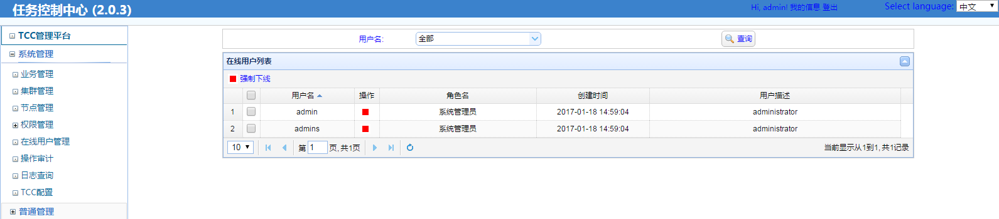 任务控制中心 (2.0.3)
Hi, admin! 我的信息 登出
Select language: 中文
TCC管理平台
系统管理
业务管理
集群管理
节点管理
权限管理
在线用户管理
操作审计
日志查询
TCC配置
普通管理
用户名: 全部 查询
在线用户列表
强制下线
用户名 操作 角色名 创建时间 用户描述
1 admin 系统管理员 2017-01-18 14:59:04 administrator
2 admins 系统管理员 2017-01-18 14:59:04 administrator
10 第 1 页, 共1页 当前显示从1到1, 共1记录